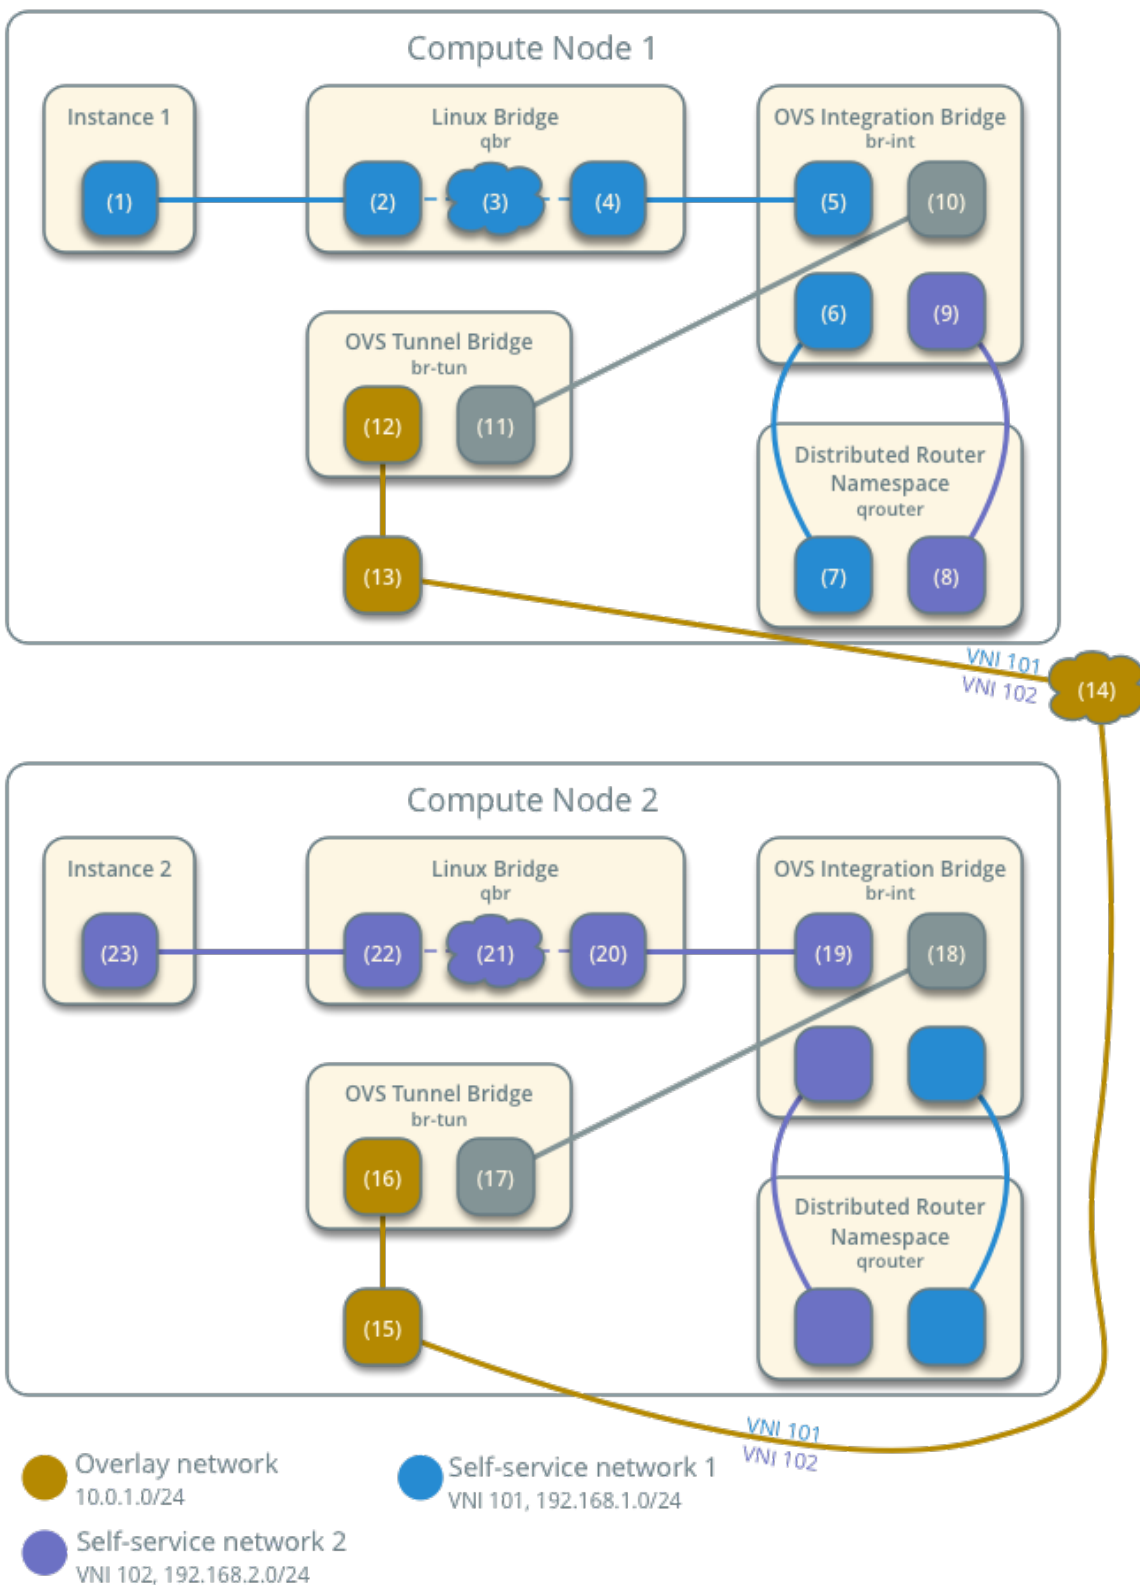 Compute Node 1
Instance 1
Linux Bridge
qbr
OVS Integration Bridge
br-int
(1)
(2)
(3)
(4)
(5)
(10)
(6)
(9)
OVS Tunnel Bridge
br-tun
(12)
(11)
Distributed Router
Namespace
qrouter
(13)
(7)
(8)
VNI 101
VNI 102
(14)
Compute Node 2
Instance 2
Linux Bridge
qbr
OVS Integration Bridge
br-int
(23)
(22)
(21)
(20)
(19)
(18)
OVS Tunnel Bridge
br-tun
(16)
(17)
Distributed Router
Namespace
qrouter
(15)
VNI 101
VNI 102
Overlay network
10.0.1.0/24
Self-service network 1
VNI 101, 192.168.1.0/24
Self-service network 2
VNI 102, 192.168.2.0/24